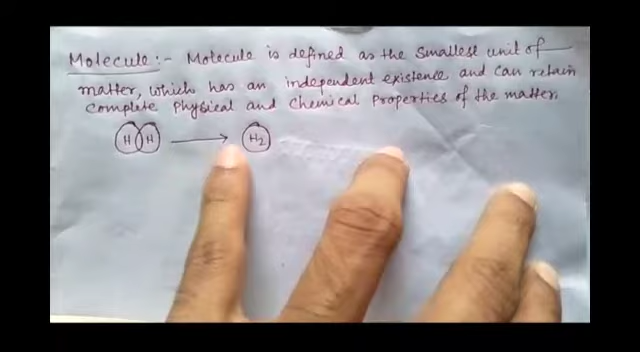 Molecule :- Molecule is defined as the smallest unit of
matter, which has an independent existence and can retain
complete Physical and Chemical Properties of the matter.
H H → H2